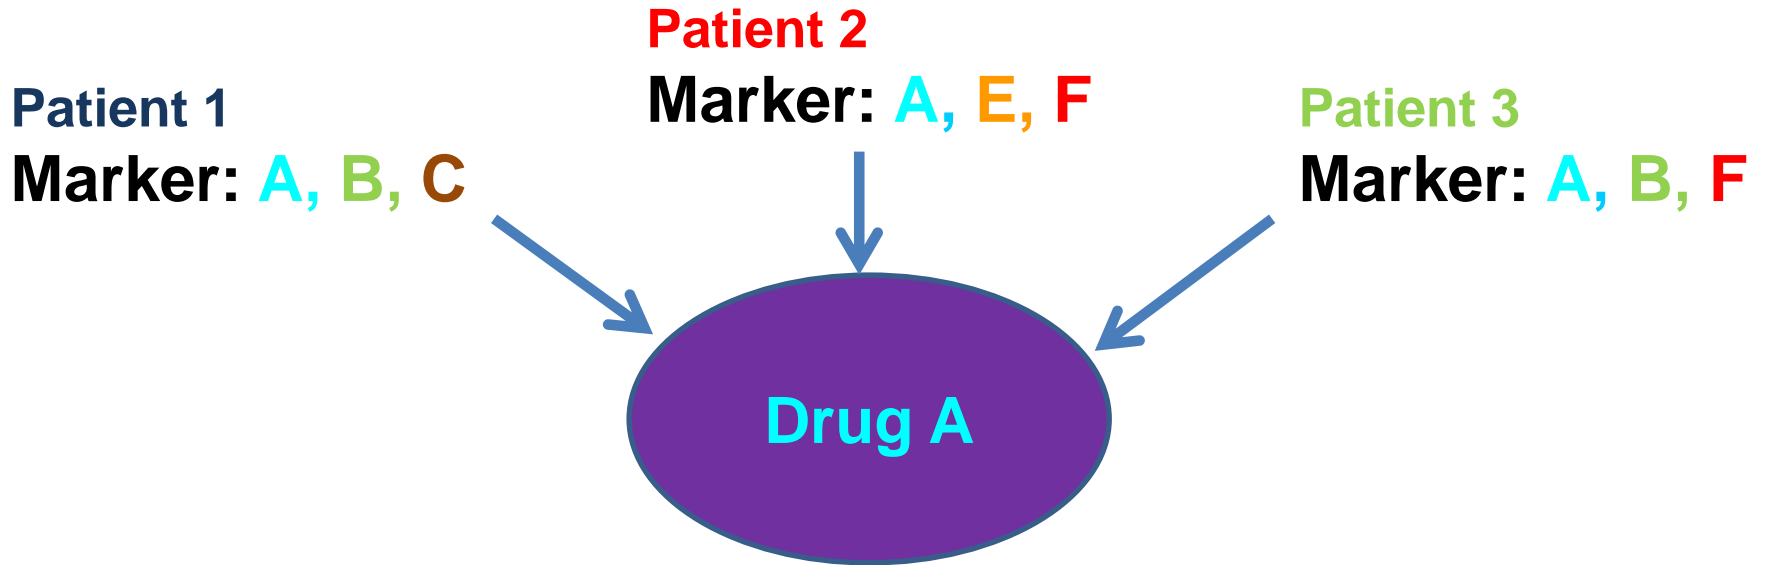 Patient 1
Marker: A, B, C
Patient 2
Marker: A, E, F
Patient 3
Marker: A, B, F
Drug A